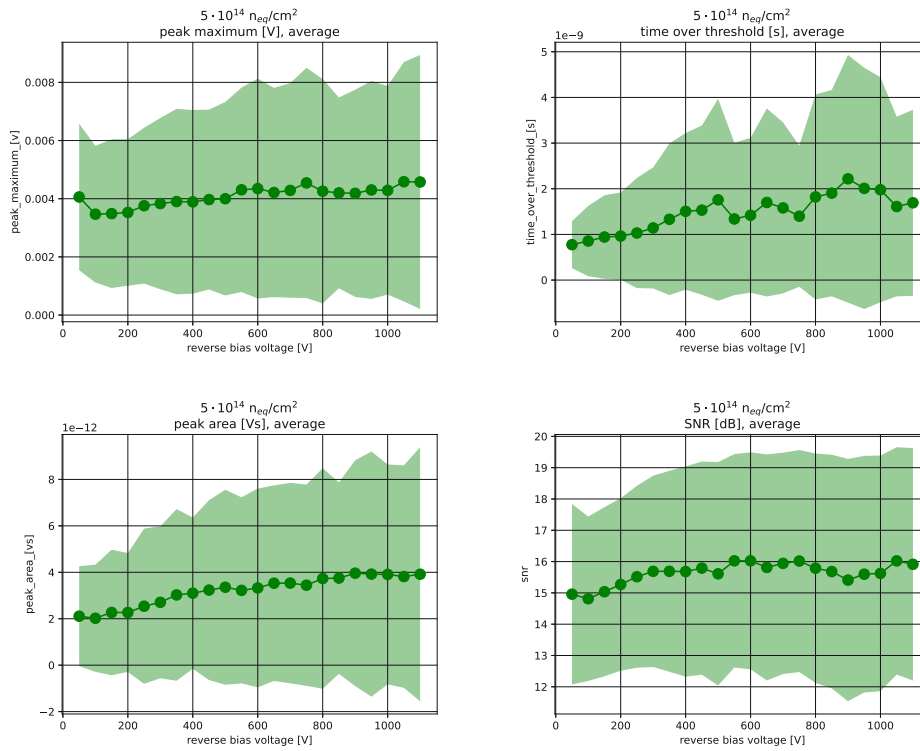 5·10¹⁴ n_eq/cm²
peak maximum [V], average
0.008
0.006
0.004
0.002
0.000
peak_maximum_[v]
0 200 400 600 800 1000
reverse bias voltage [V]
5·10¹⁴ n_eq/cm²
time over threshold [s], average
1e−9
5
4
3
2
1
0
time_over_threshold_[s]
0 200 400 600 800 1000
reverse bias voltage [V]
5·10¹⁴ n_eq/cm²
peak area [Vs], average
1e−12
8
6
4
2
0
−2
peak_area_[vs]
0 200 400 600 800 1000
reverse bias voltage [V]
5·10¹⁴ n_eq/cm²
SNR [dB], average
20
19
18
17
16
15
14
13
12
snr
0 200 400 600 800 1000
reverse bias voltage [V]